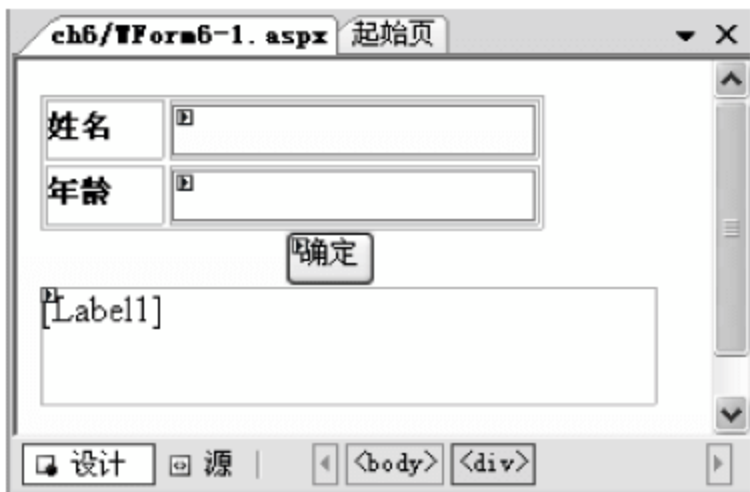 ch6/WForm6-1.aspx 起始页
姓名
年龄
确定
[Label1]
设计 源 <body> <div>